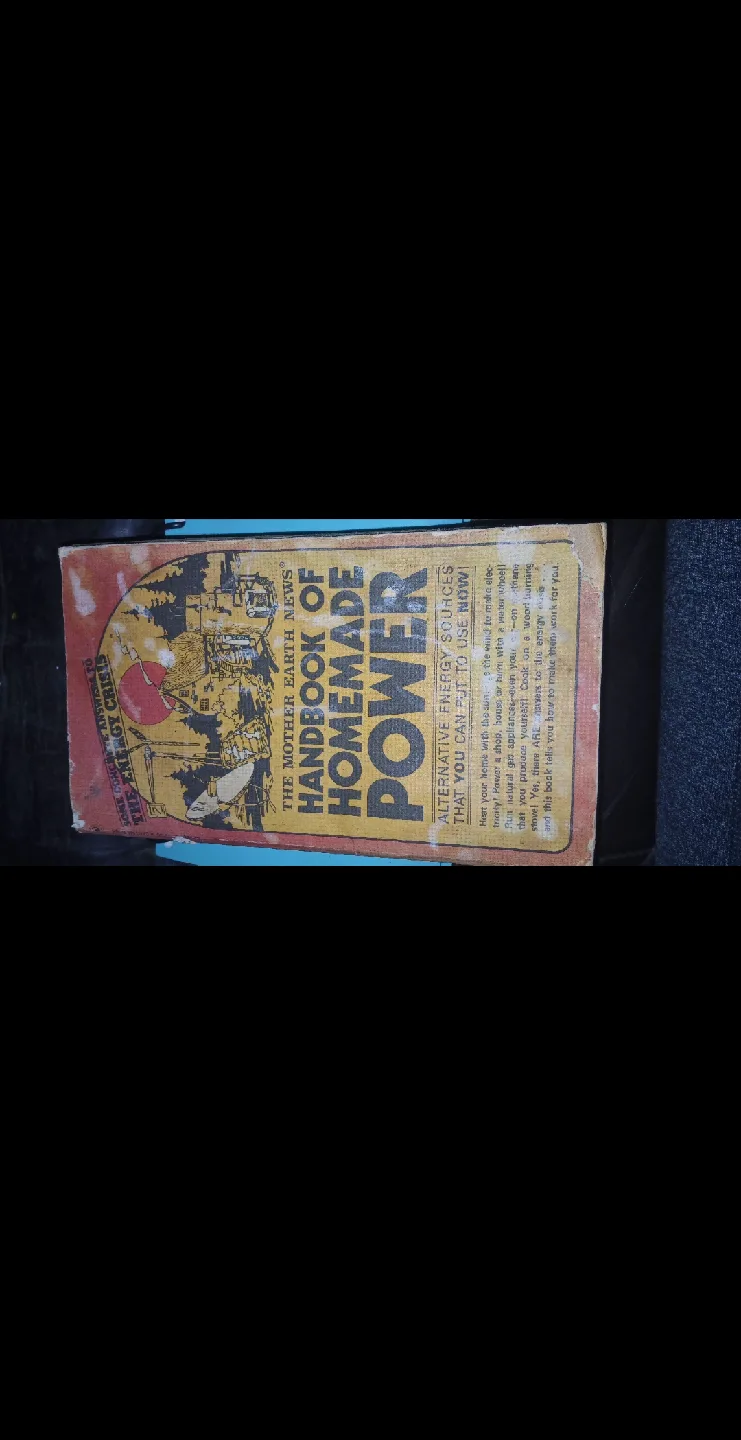 ANSWERS TO
THE ENERGY CRISIS
THE MOTHER EARTH NEWS®
HANDBOOK OF
HOMEMADE
POWER
ALTERNATIVE ENERGY SOURCES
THAT YOU CAN PUT TO USE NOW!
Heat your home with the sun. the wind to make elec-
tricity! Power a shop, house or farm with a water wheel!
Run natural gas appliances—even your —on methane
that you produce yourself! Cook on a wood burning
stove! Yes, there ARE answers to the energy crisis . . .
and this book tells you how to make them work for you.